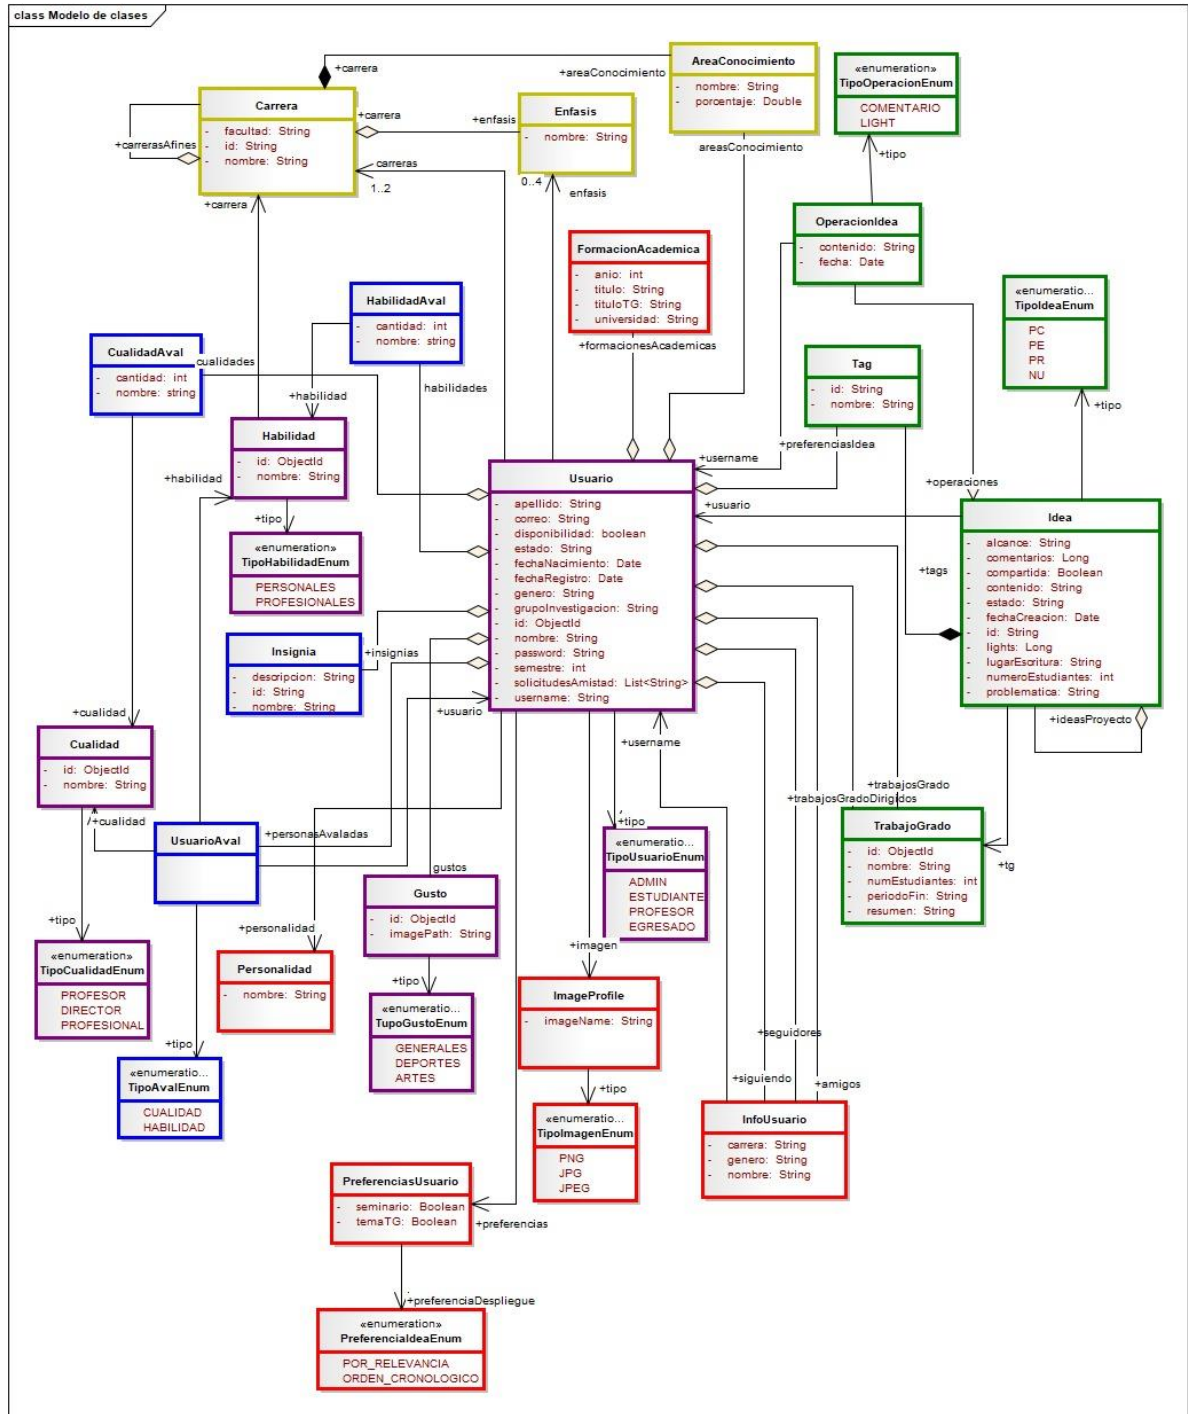 class Modelo de clases
+carrera
+areaConocimiento
AreaConocimiento
- nombre: String
- porcentaje: Double
areasConocimiento
«enumeration»
TipoOperacionEnum
COMENTARIO
LIGHT
+tipo
Carrera
- facultad: String
- id: String
- nombre: String
+carrerasAfines
+carrera
+enfasis
carreras
1..2
+carrera
Enfasis
- nombre: String
0..4
enfasis
OperacionIdea
- contenido: String
- fecha: Date
FormacionAcademica
- anio: int
- titulo: String
- tituloTG: String
- universidad: String
+formacionesAcademicas
«enumeratio...
TipoIdeaEnum
PC
PE
PR
NU
+tipo
HabilidadAval
- cantidad: int
- nombre: string
habilidades
+habilidad
CualidadAval
- cantidad: int
- nombre: string
cualidades
Tag
- id: String
- nombre: String
+preferenciasIdea
+username
+operaciones
+usuario
+tags
Habilidad
- id: ObjectId
- nombre: String
+habilidad
+tipo
«enumeration»
TipoHabilidadEnum
PERSONALES
PROFESIONALES
Usuario
- apellido: String
- correo: String
- disponibilidad: boolean
- estado: String
- fechaNacimiento: Date
- fechaRegistro: Date
- genero: String
- grupoInvestigacion: String
- id: ObjectId
- nombre: String
- password: String
- semestre: int
- solicitudesAmistad: List<String>
- username: String
Idea
- alcance: String
- comentarios: Long
- compartida: Boolean
- contenido: String
- estado: String
- fechaCreacion: Date
- id: String
- lights: Long
- lugarEscritura: String
- numeroEstudiantes: int
- problematica: String
+ideasProyecto
Insignia
- descripcion: String
- id: String
- nombre: String
+insignias
+usuario
+username
+cualidad
Cualidad
- id: ObjectId
- nombre: String
/+cualidad
UsuarioAval
+personasAvaladas
+trabajosGrado
+trabajosGradoDirigidos
TrabajoGrado
- id: ObjectId
- nombre: String
- numEstudiantes: int
- periodoFin: String
- resumen: String
+tg
+tipo
«enumeration»
TipoUsuarioEnum
ADMIN
ESTUDIANTE
PROFESOR
EGRESADO
gustos
Gusto
- id: ObjectId
- imagePath: String
+tipo
+tipo
«enumeration»
TipoCualidadEnum
PROFESOR
DIRECTOR
PROFESIONAL
+personalidad
Personalidad
- nombre: String
+imagen
ImageProfile
- imageName: String
+tipo
«enumeratio...
TupoGustoEnum
GENERALES
DEPORTES
ARTES
+tipo
«enumeratio...
TipoAvalEnum
CUALIDAD
HABILIDAD
+seguidores
+siguiendo
+amigos
InfoUsuario
- carrera: String
- genero: String
- nombre: String
«enumeratio...
TipoImagenEnum
PNG
JPG
JPEG
PreferenciasUsuario
- seminario: Boolean
- temaTG: Boolean
+preferencias
+preferenciaDespliegue
«enumeration»
PreferenciaIdeaEnum
POR_RELEVANCIA
ORDEN_CRONOLOGICO